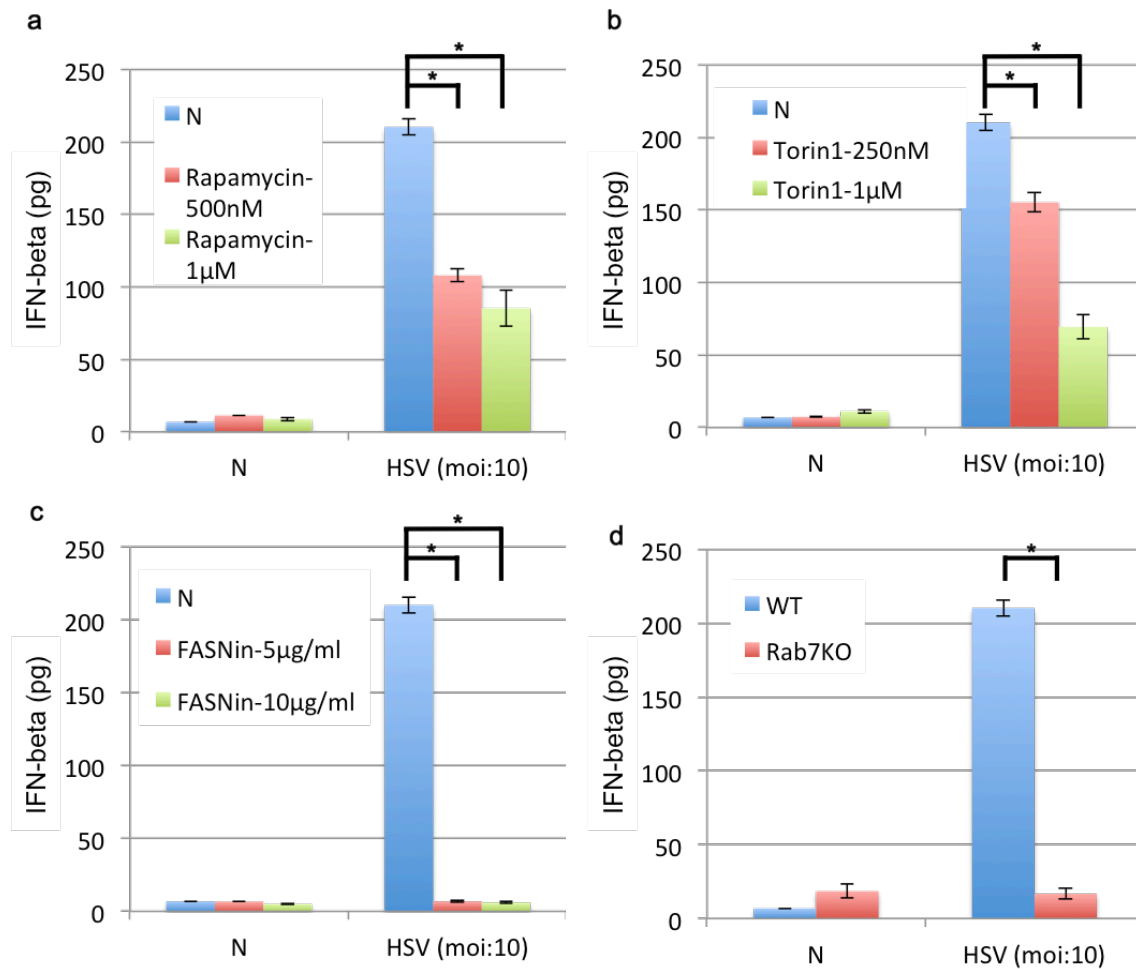 a
*
*
250
200
150
100
50
0
IFN-beta (pg)
N
Rapamycin-
500nM
Rapamycin-
1μM
N
HSV (moi:10)
b
*
*
250
200
150
100
50
0
IFN-beta (pg)
N
Torin1-250nM
Torin1-1μM
N
HSV (moi:10)
c
*
*
250
200
150
100
50
0
IFN-beta (pg)
N
FASNin-5μg/ml
FASNin-10μg/ml
N
HSV (moi:10)
d
*
250
200
150
100
50
0
IFN-beta (pg)
WT
Rab7KO
N
HSV (moi:10)